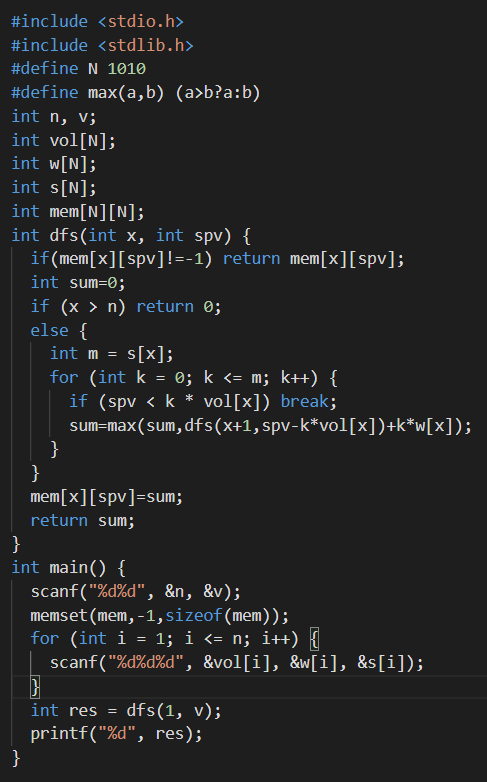 #include <stdio.h>
#include <stdlib.h>
#define N 1010
#define max(a,b) (a>b?a:b)
int n, v;
int vol[N];
int w[N];
int s[N];
int mem[N][N];
int dfs(int x, int spv) {
  if(mem[x][spv]!=-1) return mem[x][spv];
  int sum=0;
  if (x > n) return 0;
  else {
    int m = s[x];
    for (int k = 0; k <= m; k++) {
      if (spv < k * vol[x]) break;
      sum=max(sum,dfs(x+1,spv-k*vol[x])+k*w[x]);
    }
  }
  mem[x][spv]=sum;
  return sum;
}
int main() {
  scanf("%d%d", &n, &v);
  memset(mem,-1,sizeof(mem));
  for (int i = 1; i <= n; i++) {
    scanf("%d%d%d", &vol[i], &w[i], &s[i]);
  }
  int res = dfs(1, v);
  printf("%d", res);
}